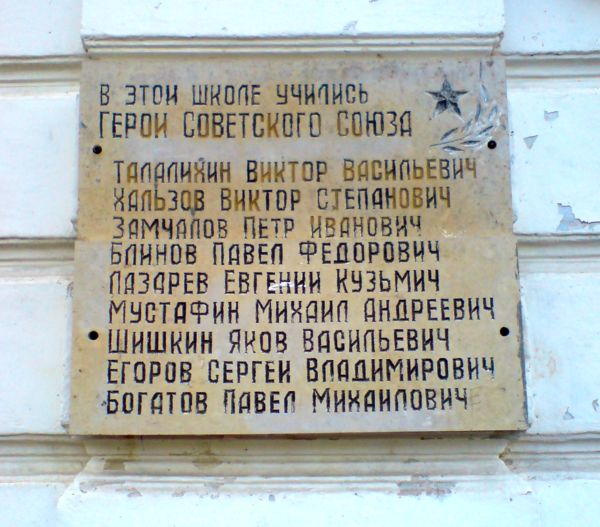 В ЭТОЙ ШКОЛЕ УЧИЛИСЬ
ГЕРОИ СОВЕТСКОГО СОЮЗА
ТАЛАЛИХИН ВИКТОР ВАСИЛЬЕВИЧ
ХАЛЬЗОВ ВИКТОР СТЕПАНОВИЧ
ЗАМЧАЛОВ ПЕТР ИВАНОВИЧ
БЛИНОВ ПАВЕЛ ФЕДОРОВИЧ
ЛАЗАРЕВ ЕВГЕНИЙ КУЗЬМИЧ
МУСТАФИН МИХАИЛ АНДРЕЕВИЧ
ШИШКИН ЯКОВ ВАСИЛЬЕВИЧ
ЕГОРОВ СЕРГЕЙ ВЛАДИМИРОВИЧ
БОГАТОВ ПАВЕЛ МИХАЙЛОВИЧ